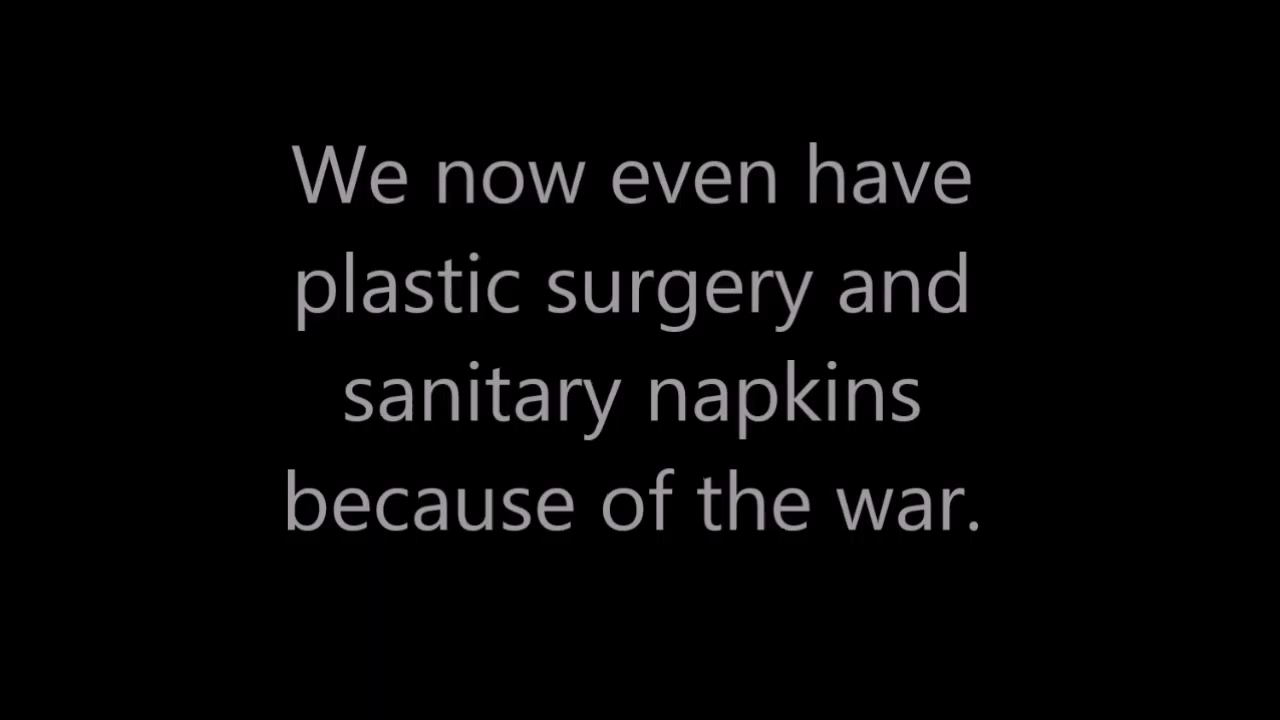 We now even have
plastic surgery and
sanitary napkins
because of the war.